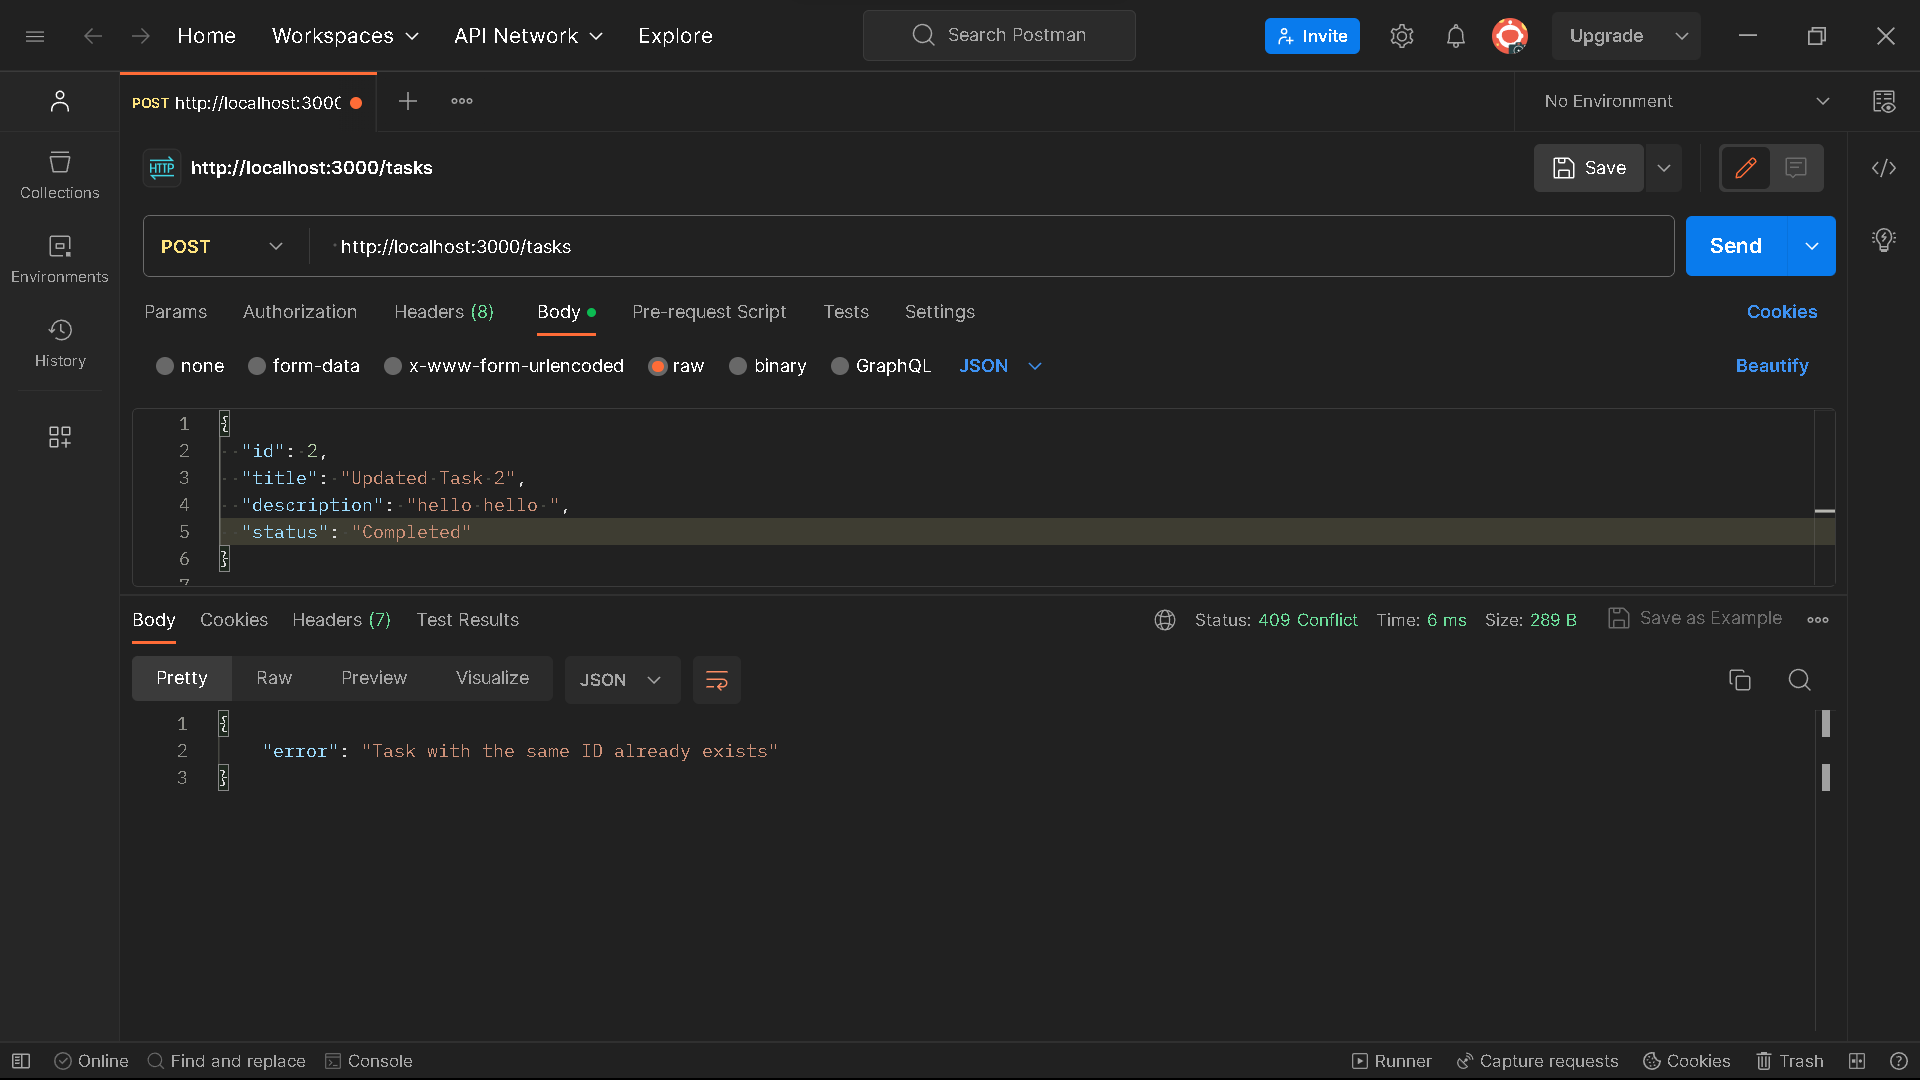 Home Workspaces API Network Explore Search Postman Invite Upgrade
POST http://localhost:300 No Environment
HTTP http://localhost:3000/tasks Save
Collections
POST http://localhost:3000/tasks Send
Environments
Params Authorization Headers (8) Body Pre-request Script Tests Settings Cookies
History
none form-data x-www-form-urlencoded raw binary GraphQL JSON Beautify
1 {
2 "id": 2,
3 "title": "Updated Task 2",
4 "description": "hello hello ",
5 "status": "Completed"
6 }
7
Body Cookies Headers (7) Test Results Status: 409 Conflict Time: 6 ms Size: 289 B Save as Example
Pretty Raw Preview Visualize JSON
1 {
2 "error": "Task with the same ID already exists"
3 }
Online Find and replace Console Runner Capture requests Cookies Trash